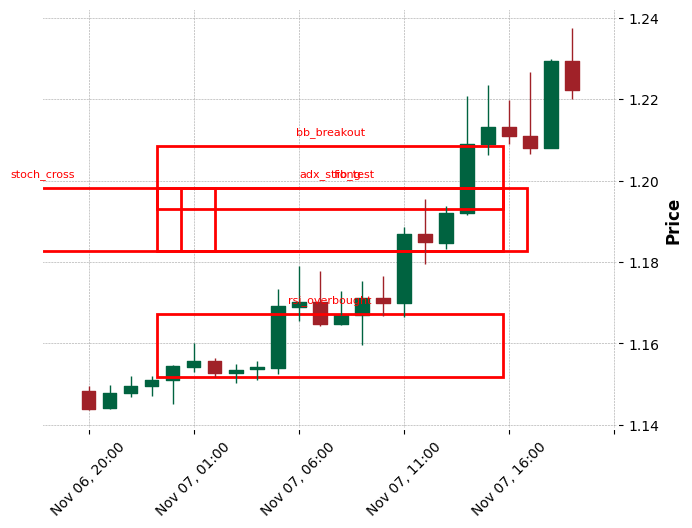 1.24
1.22
bb_breakout
stoch_cross
adx_strong
fib_test
1.20
Price
1.18
rsi_overbought
1.16
1.14
Nov 06, 20:00
Nov 07, 01:00
Nov 07, 06:00
Nov 07, 11:00
Nov 07, 16:00